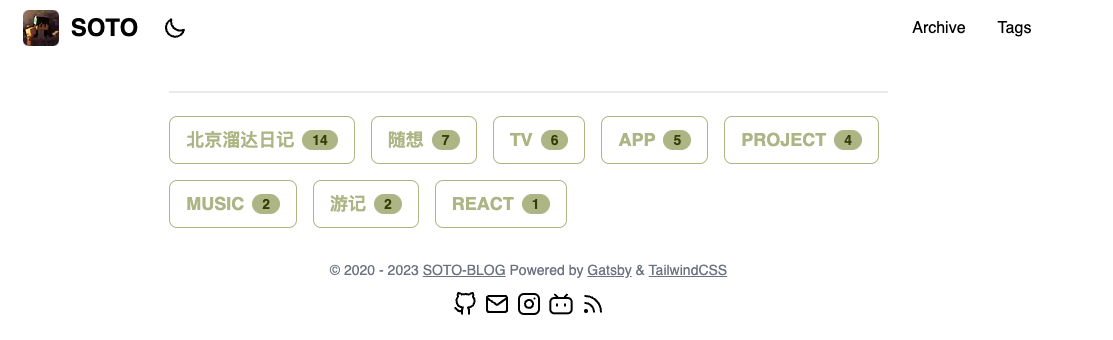 SOTO Archive Tags
北京溜达日记 14 随想 7 TV 6 APP 5 PROJECT 4
MUSIC 2 游记 2 REACT 1
© 2020 - 2023 SOTO-BLOG Powered by Gatsby & TailwindCSS